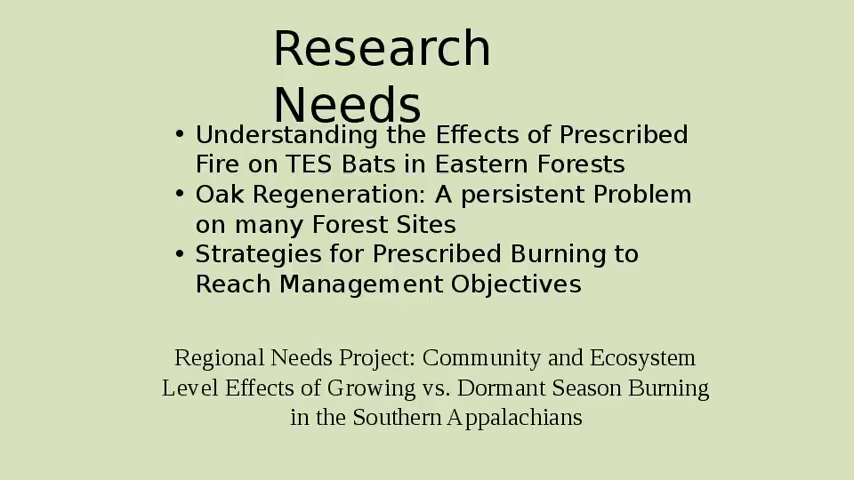 Research
Needs
• Understanding the Effects of Prescribed
Fire on TES Bats in Eastern Forests
• Oak Regeneration: A persistent Problem
on many Forest Sites
• Strategies for Prescribed Burning to
Reach Management Objectives
Regional Needs Project: Community and Ecosystem
Level Effects of Growing vs. Dormant Season Burning
in the Southern Appalachians